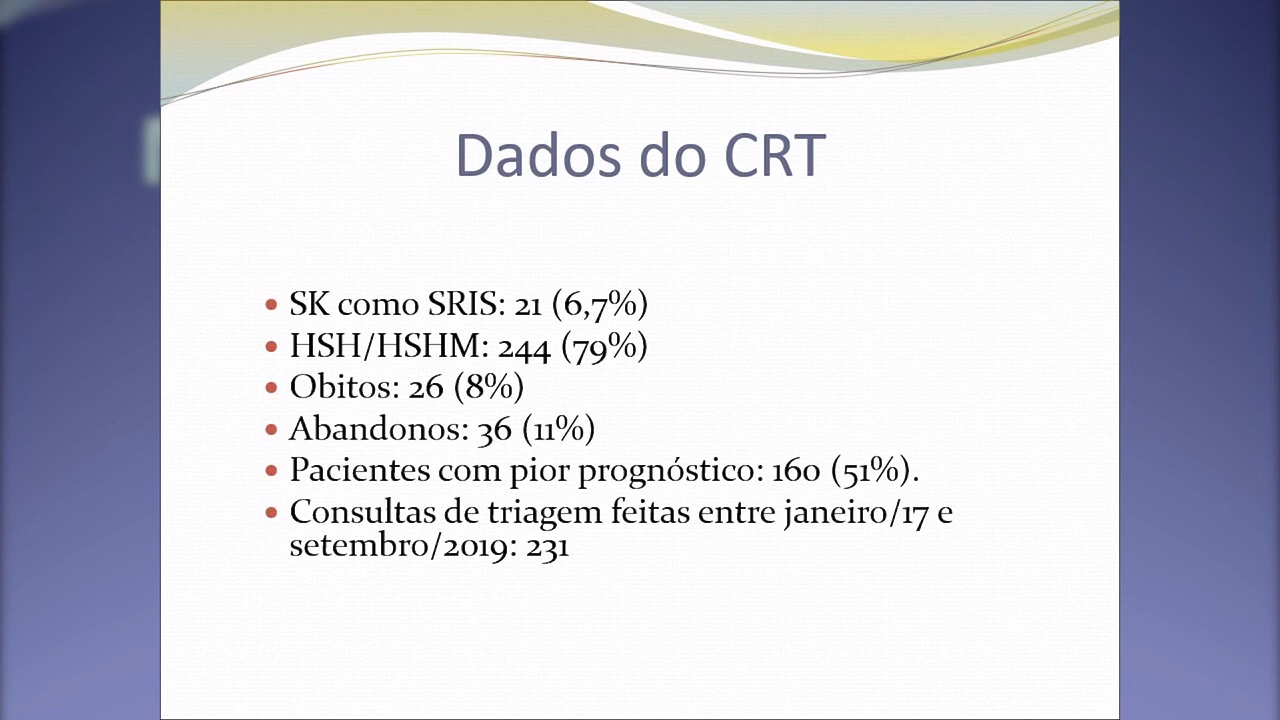 Dados do CRT
• SK como SRIS: 21 (6,7%)
• HSH/HSHM: 244 (79%)
• Obitos: 26 (8%)
• Abandonos: 36 (11%)
• Pacientes com pior prognóstico: 160 (51%).
• Consultas de triagem feitas entre janeiro/17 e
setembro/2019: 231